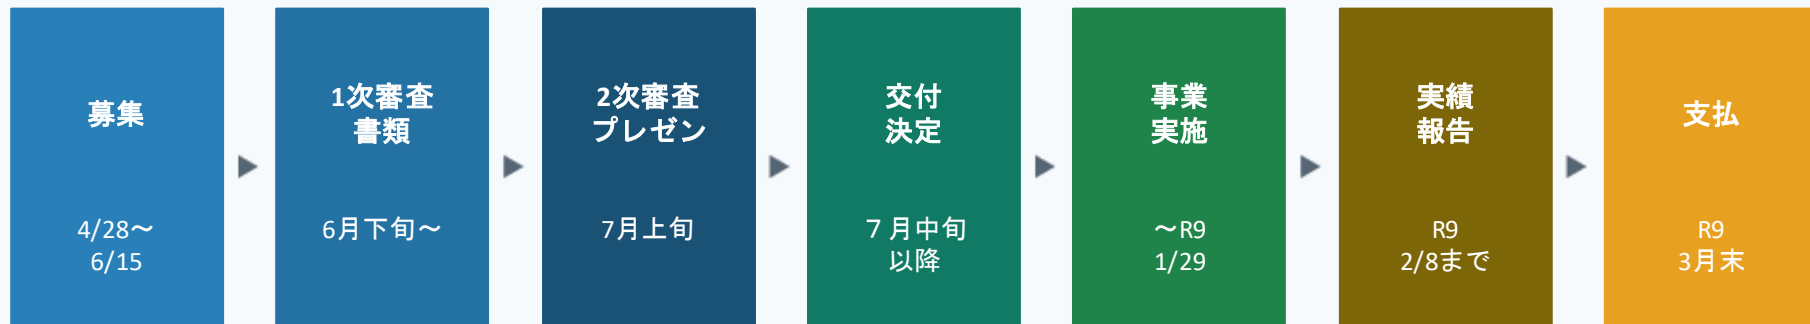 募集
4/28～
6/15
1次審査
書類
6月下旬～
2次審査
プレゼン
7月上旬
交付
決定
７月中旬
以降
事業
実施
～R9
1/29
実績
報告
R9
2/8まで
支払
R9
3月末